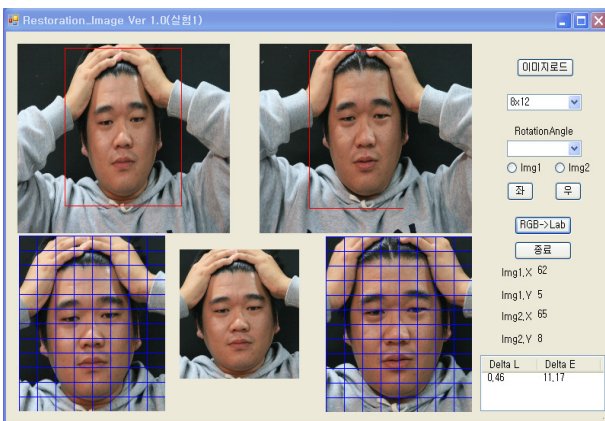 Restoration_Image Ver 1.0(실험1)
이미지로드
8x12
RotationAngle
Img1 Img2
좌 우
RGB->Lab
종료
Img1.X 62
Img1.Y 5
Img2.X 65
Img2.Y 8
Delta L Delta E
0.46 11.17